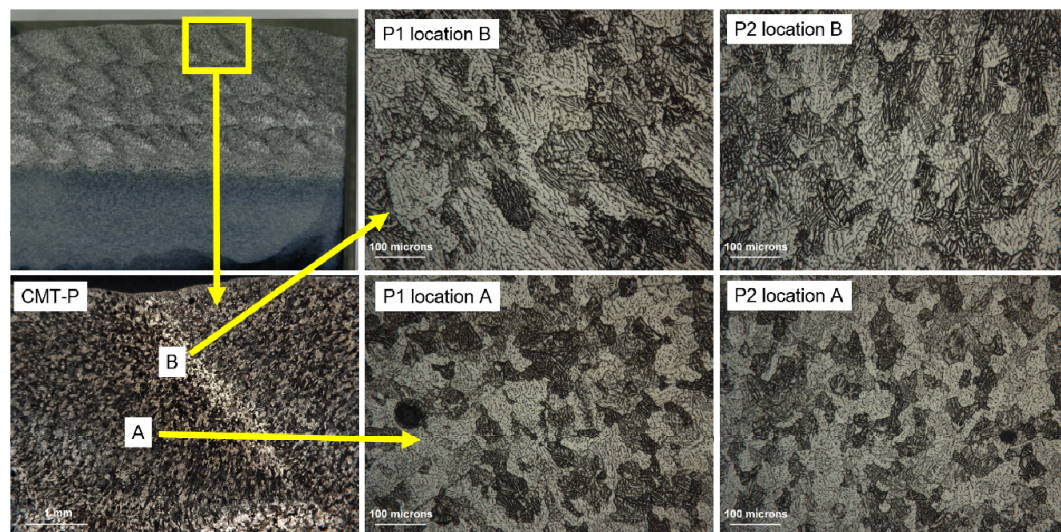 P1 location B
P2 location B
100 microns
100 microns
CMT-P
P1 location A
P2 location A
B
A
1 mm
100 microns
100 microns